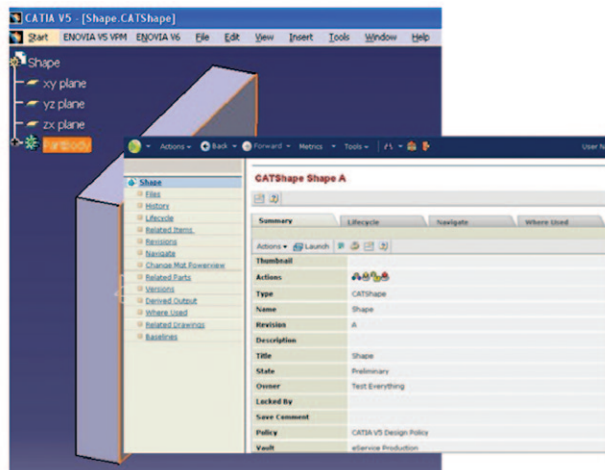 CATIA V5 - [Shape.CATShape]
Start ENOVIA V5 VPM ENOVIA V6 File Edit View Insert Tools Window Help
Shape
xy plane
yz plane
zx plane
PartBody
Actions Back Forward Metrics Tools User N
Shape
Files
History
Lifecycle
Related Items
Revisions
Navigate
Change Mgt Powerview
Related Parts
Versions
Derived Output
Where Used
Related Drawings
Baselines
CATShape Shape A
Summary Lifecycle Navigate Where Used
Actions Launch
Thumbnail
Actions
Type CATShape
Name Shape
Revision A
Description
Title Shape
State Preliminary
Owner Test Everything
Locked By
Save Comment
Policy CATIA V5 Design Policy
Vault eService Production